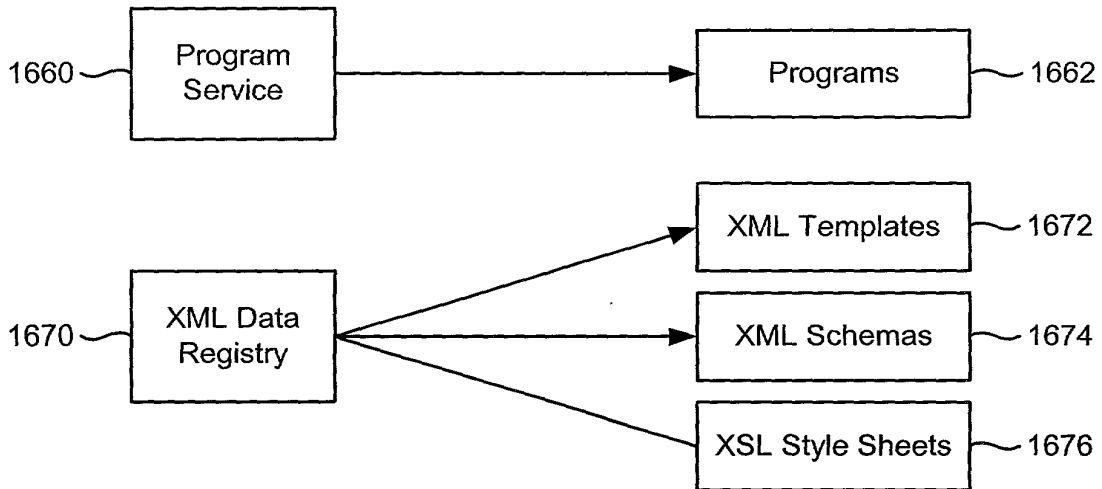 1660
Program
Service
Programs
1662
XML Templates
1672
1670
XML Data
Registry
XML Schemas
1674
XSL Style Sheets
1676